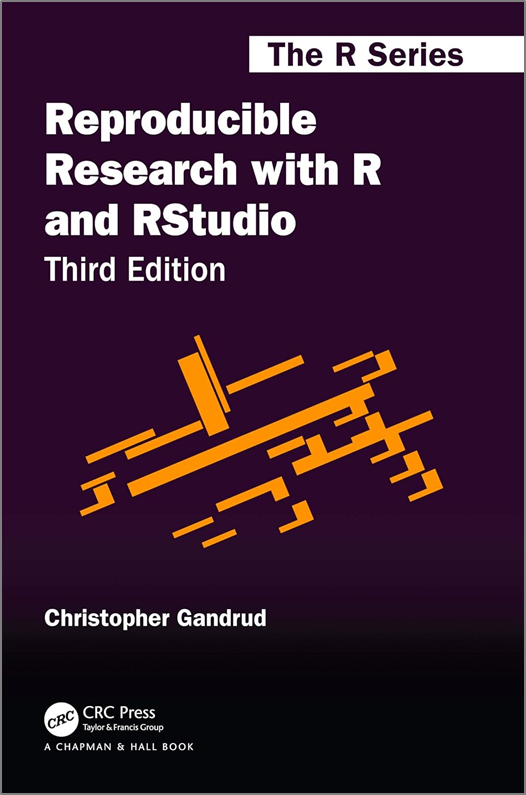 The R Series
Reproducible
Research with R
and RStudio
Third Edition
Christopher Gandrud
CRC
CRC Press
Taylor & Francis Group
A CHAPMAN & HALL BOOK